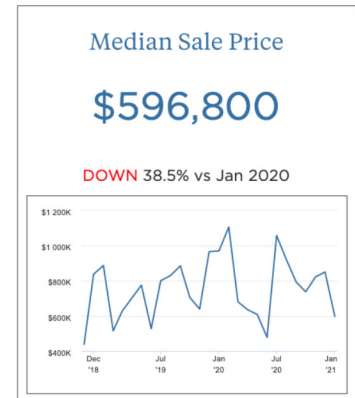 Median Sale Price
$596,800
DOWN 38.5% vs Jan 2020
$1 200K
$1 000K
$800K
$600K
$400K
Dec '18
Jul '19
Jan '20
Jul '20
Jan '21